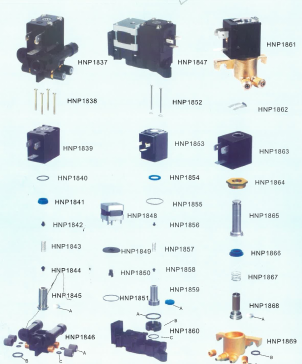 HNP1837
HNP1847
HNP1861
HNP1838
HNP1852
HNP1862
HNP1839
HNP1853
HNP1863
HNP1840
HNP1854
HNP1864
HNP1841
HNP1855
HNP1865
HNP1842
HNP1848
HNP1856
HNP1843
HNP1849
HNP1857
HNP1866
HNP1844
HNP1850
HNP1858
HNP1867
HNP1845
HNP1851
HNP1859
HNP1868
A
A
A
HNP1846
B
HNP1860
C
HNP1869
A
B
C
B